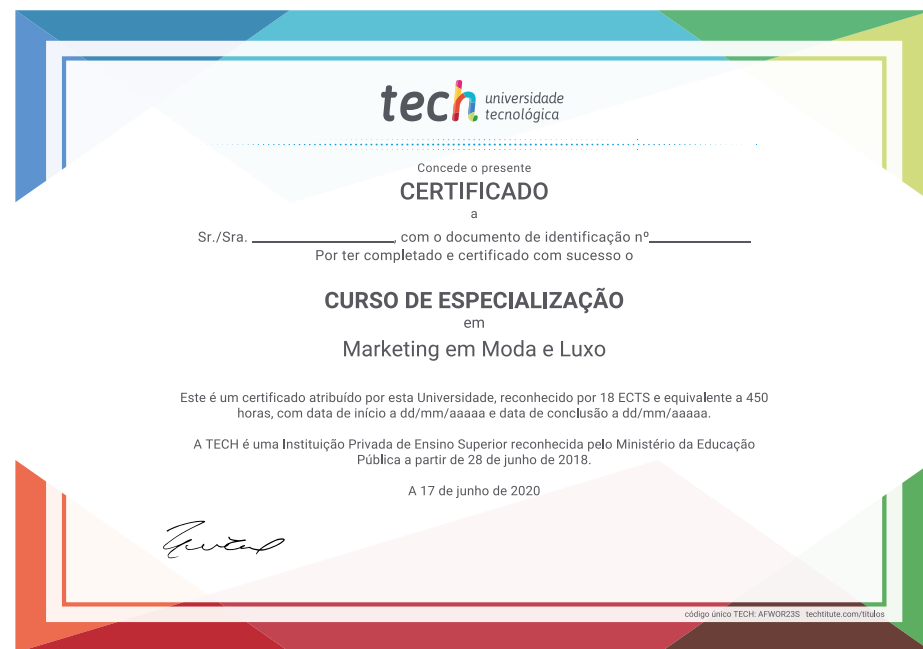 tech universidade
tecnológica
Concede o presente
CERTIFICADO
a
Sr./Sra. ____________________, com o documento de identificação nº______________
Por ter completado e certificado com sucesso o
CURSO DE ESPECIALIZAÇÃO
em
Marketing em Moda e Luxo
Este é um certificado atribuído por esta Universidade, reconhecido por 18 ECTS e equivalente a 450
horas, com data de início a dd/mm/aaaaa e data de conclusão a dd/mm/aaaaa.
A TECH é uma Instituição Privada de Ensino Superior reconhecida pelo Ministério da Educação
Pública a partir de 28 de junho de 2018.
A 17 de junho de 2020
código único TECH: AFWOR23S techtitute.com/titulos